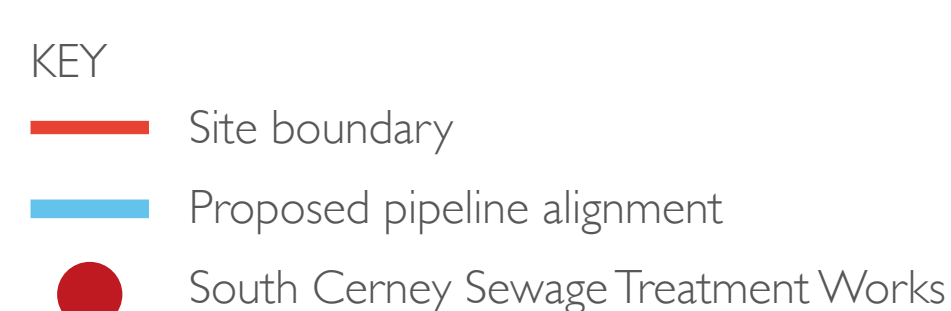 KEY
Site boundary
Proposed pipeline alignment
South Cerney Sewage Treatment Works